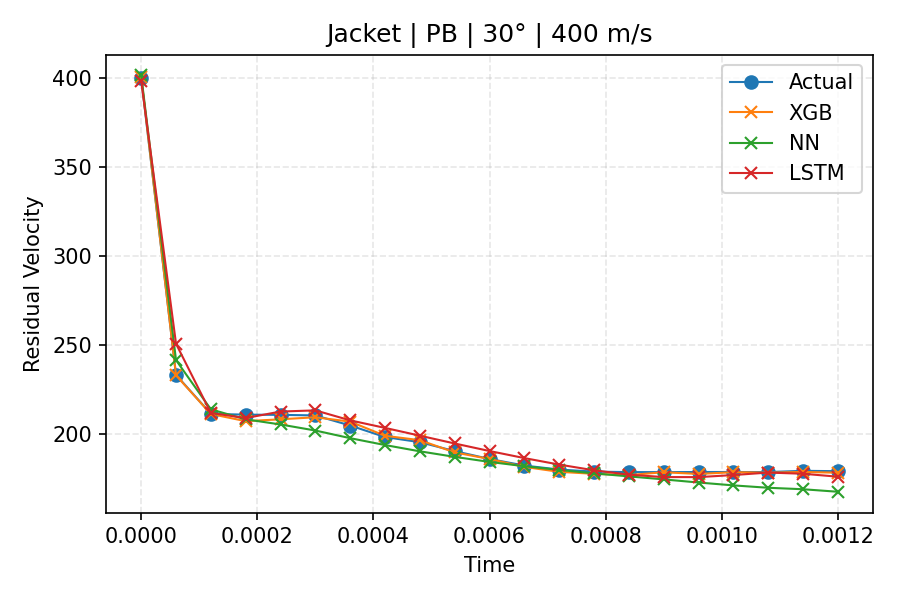 Jacket | PB | 30° | 400 m/s
Residual Velocity
400
350
300
250
200
Actual
XGB
NN
LSTM
0.0000 0.0002 0.0004 0.0006 0.0008 0.0010 0.0012
Time